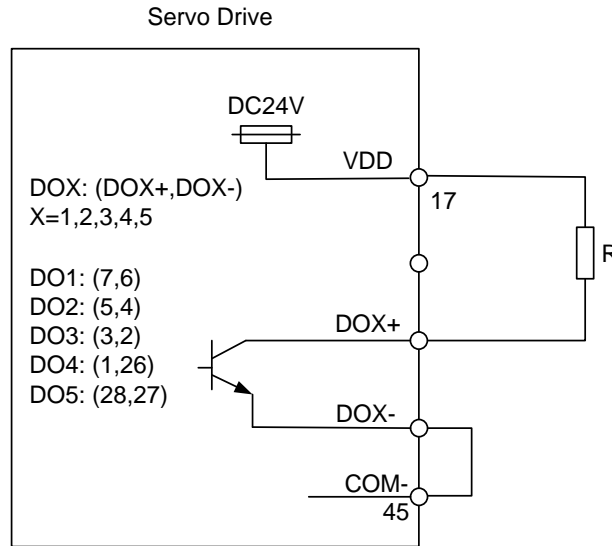 Servo Drive
DC24V
VDD
17
DOX: (DOX+,DOX-)
X=1,2,3,4,5
R
DO1: (7,6)
DO2: (5,4)
DO3: (3,2)
DO4: (1,26)
DO5: (28,27)
DOX+
DOX-
COM-
45